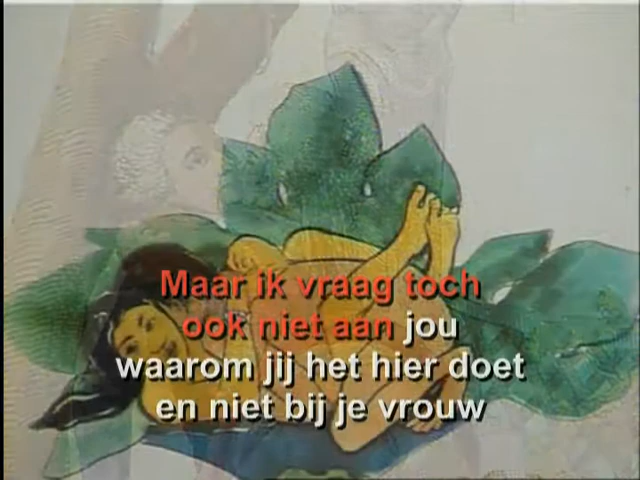 Maar ik vraag toch
ook niet aan jou
waarom jij het hier doet
en niet bij je vrouw